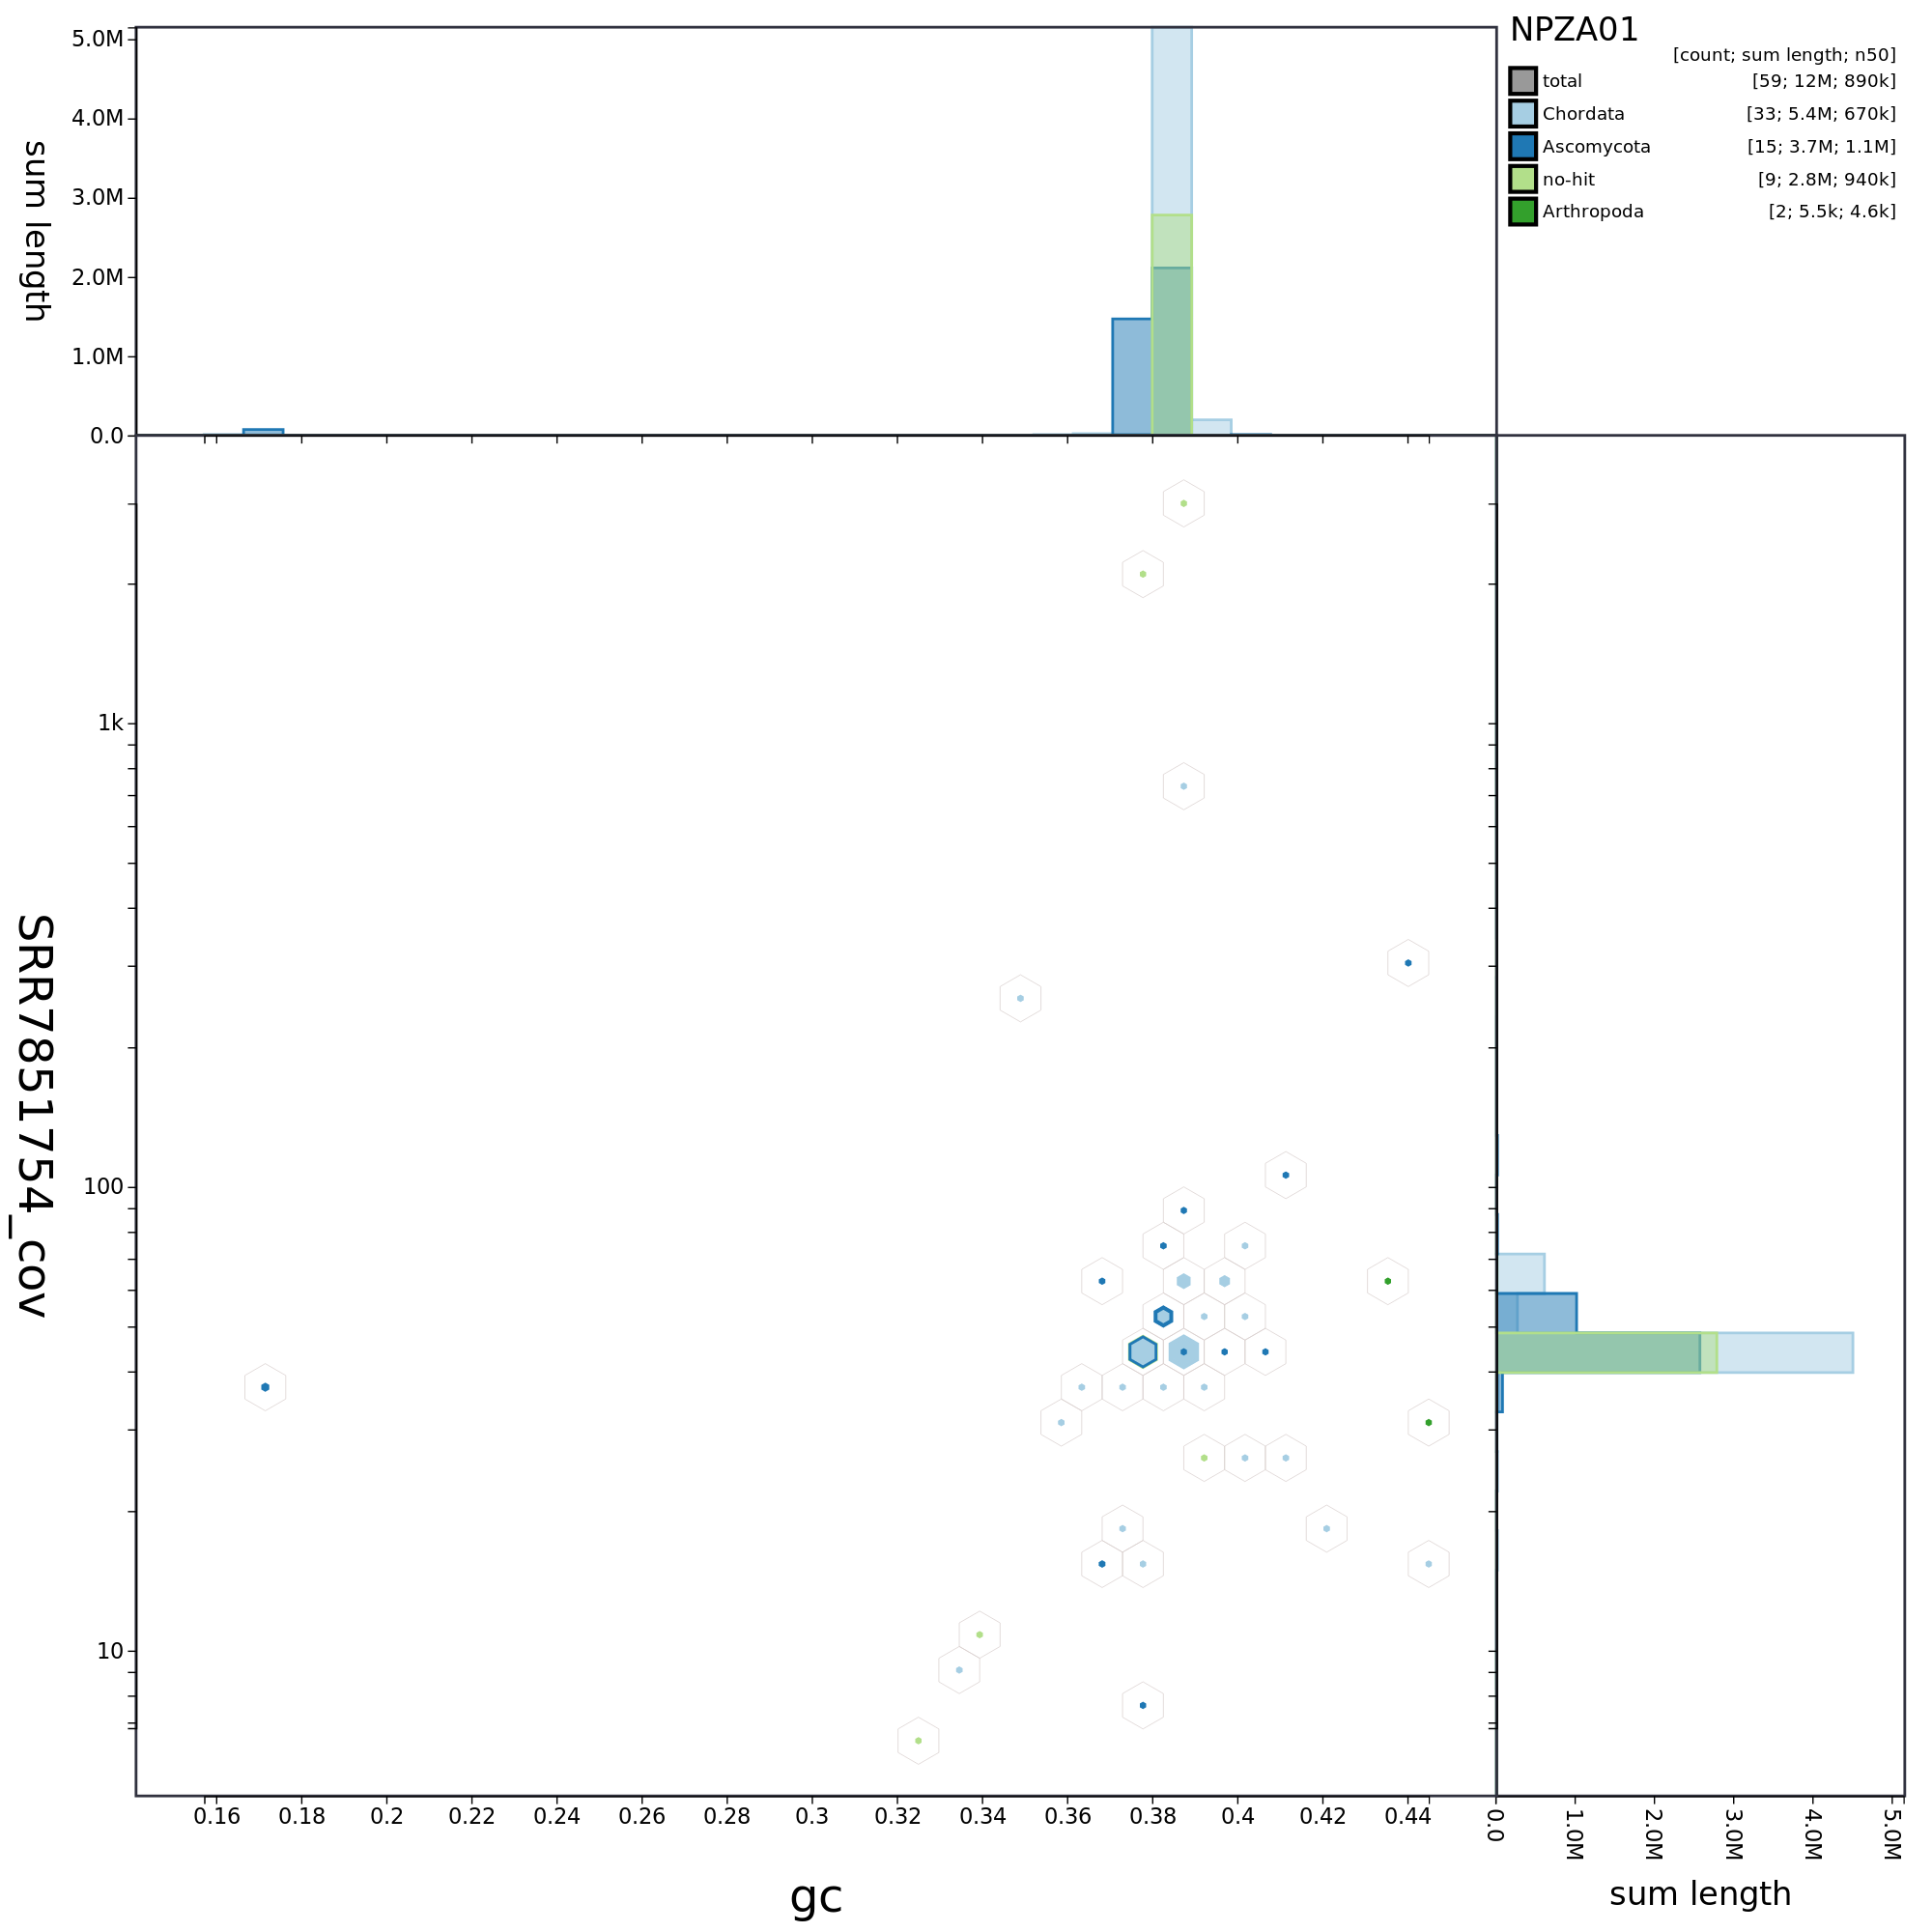 NPZA01
[count; sum length; n50]
total [59; 12M; 890k]
Chordata [33; 5.4M; 670k]
Ascomycota [15; 3.7M; 1.1M]
no-hit [9; 2.8M; 940k]
Arthropoda [2; 5.5k; 4.6k]
sum length
5.0M
4.0M
3.0M
2.0M
1.0M
0.0
SRR7851754_cov
1k
100
10
0.16 0.18 0.2 0.22 0.24 0.26 0.28 0.3 0.32 0.34 0.36 0.38 0.4 0.42 0.44
gc
0.0 1.0M 2.0M 3.0M 4.0M 5.0M
sum length